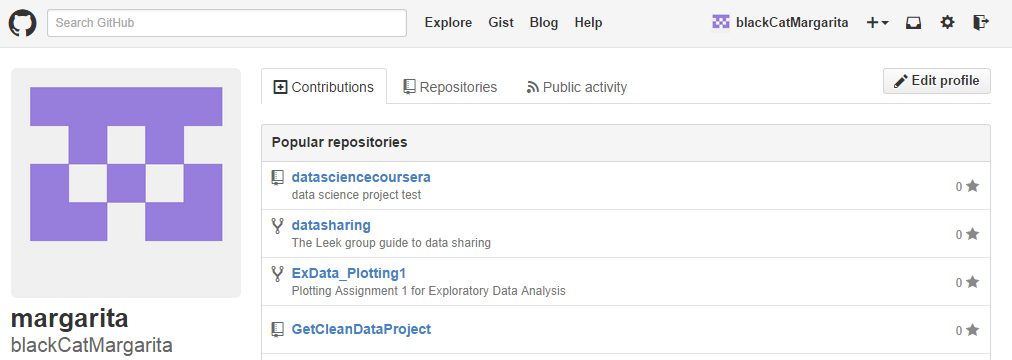 Search GitHub Explore Gist Blog Help blackCatMargarita
Contributions Repositories Public activity Edit profile
Popular repositories
datasciencecoursera
data science project test
0
datasharing
The Leek group guide to data sharing
0
ExData_Plotting1
Plotting Assignment 1 for Exploratory Data Analysis
0
GetCleanDataProject
0
margarita
blackCatMargarita